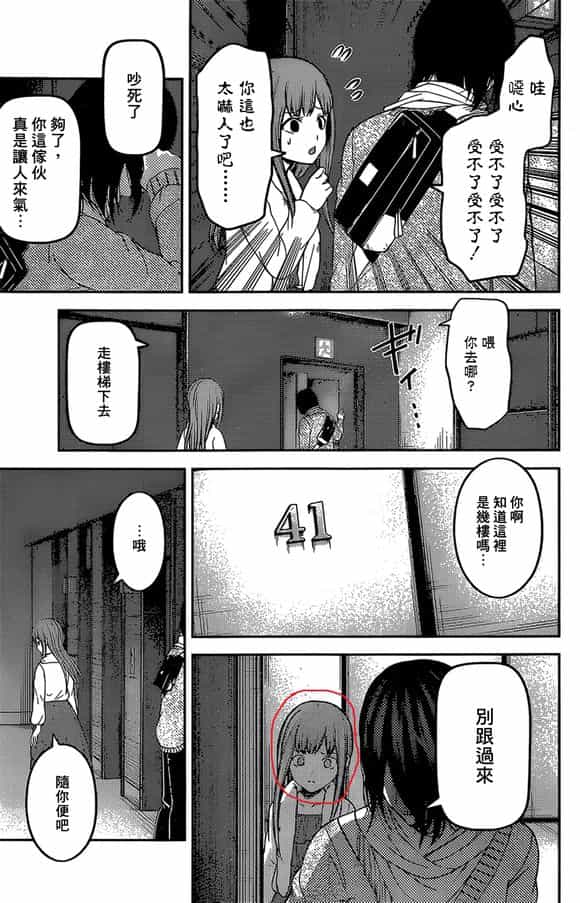 哇
噁心
受不了受不了
受不了受不了！
你這也
太嚇人了吧……
吵死了
夠了，
你這傢伙
真是讓人來氣…
喂
你去哪？
走樓梯下去
你啊
知道這裡
是幾樓嗎…
41
別跟過來
…哦
隨你便吧